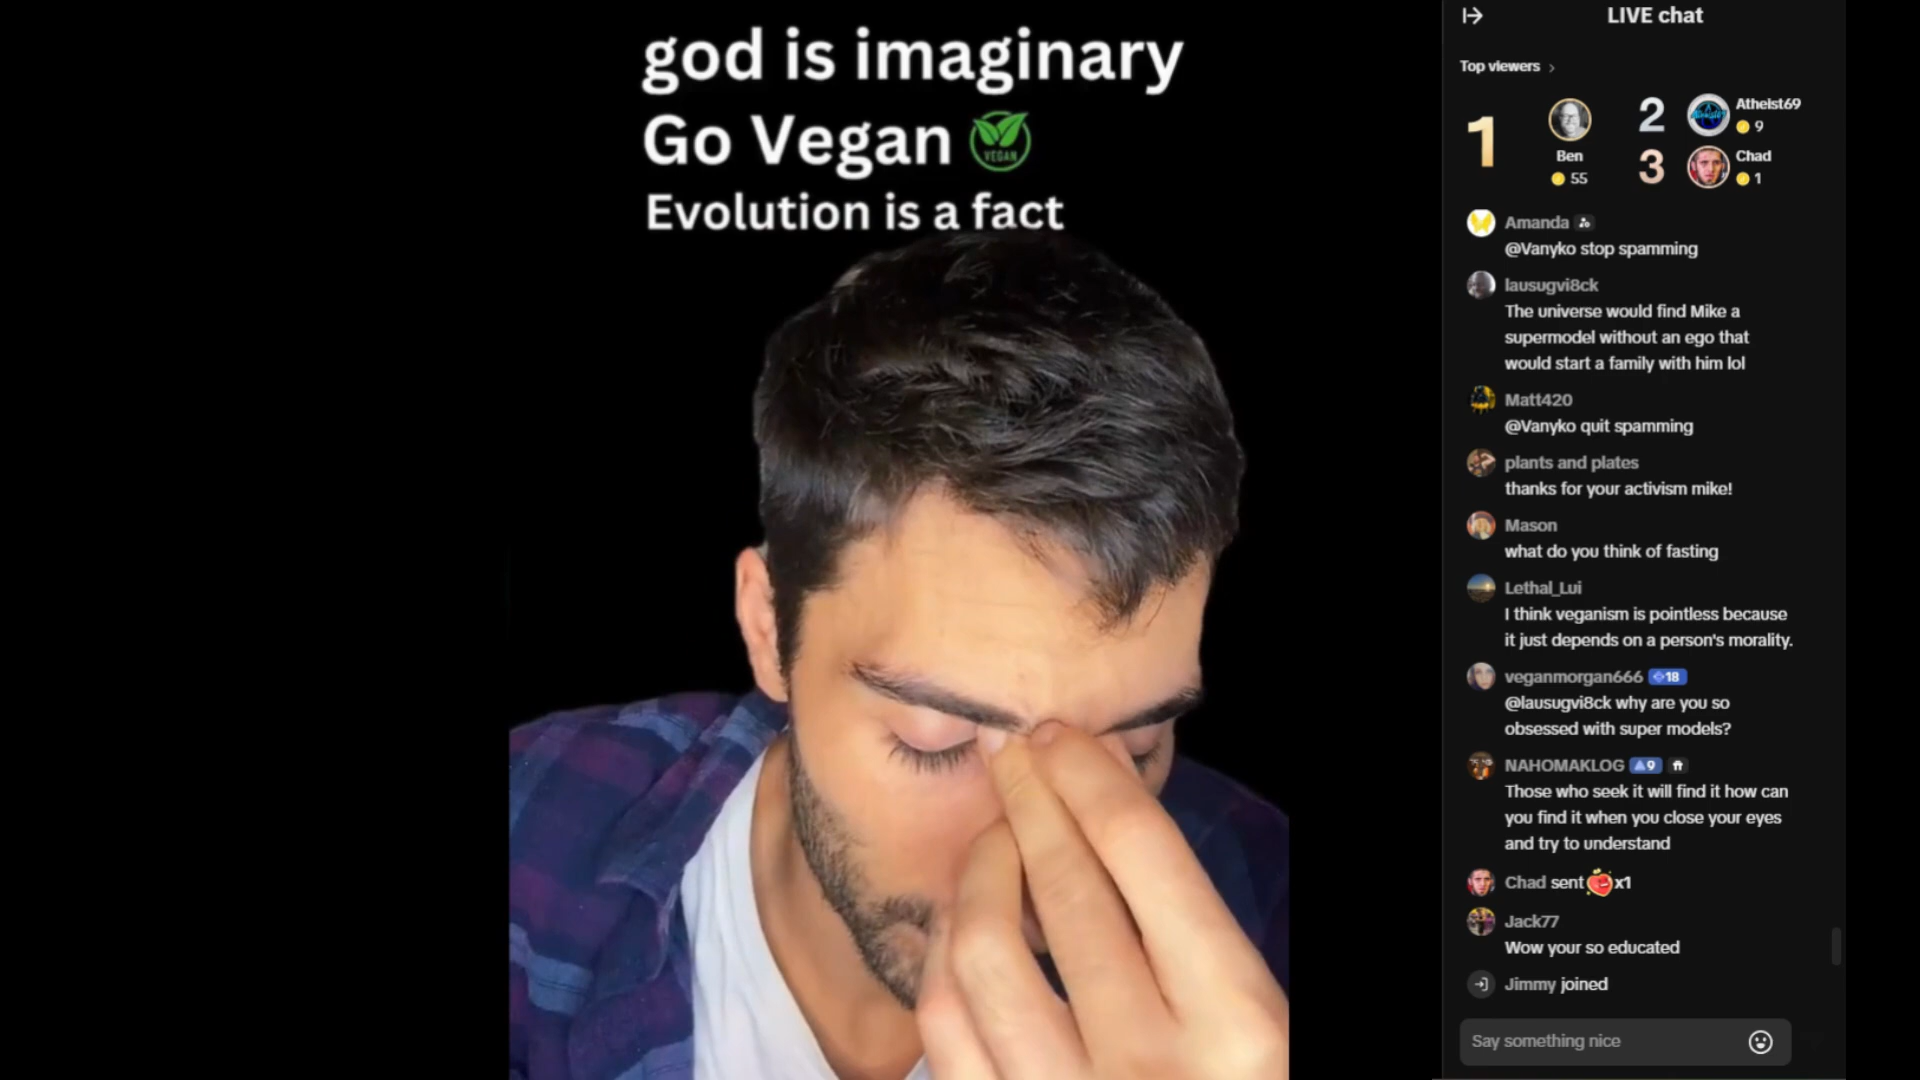 god is imaginary
Go Vegan
VEGAN
Evolution is a fact
LIVE chat
Top viewers
1
Ben
55
2
Atheist69
9
3
Chad
1
Amanda
@Vanyko stop spamming
lausugvi8ck
The universe would find Mike a
supermodel without an ego that
would start a family with him lol
Matt420
@Vanyko quit spamming
plants and plates
thanks for your activism mike!
Mason
what do you think of fasting
Lethal_Lui
I think veganism is pointless because
it just depends on a person's morality.
veganmorgan666 18
@lausugvi8ck why are you so
obsessed with super models?
NAHOMAKLOG 9
Those who seek it will find it how can
you find it when you close your eyes
and try to understand
Chad sent x1
Jack77
Wow your so educated
Jimmy joined
Say something nice